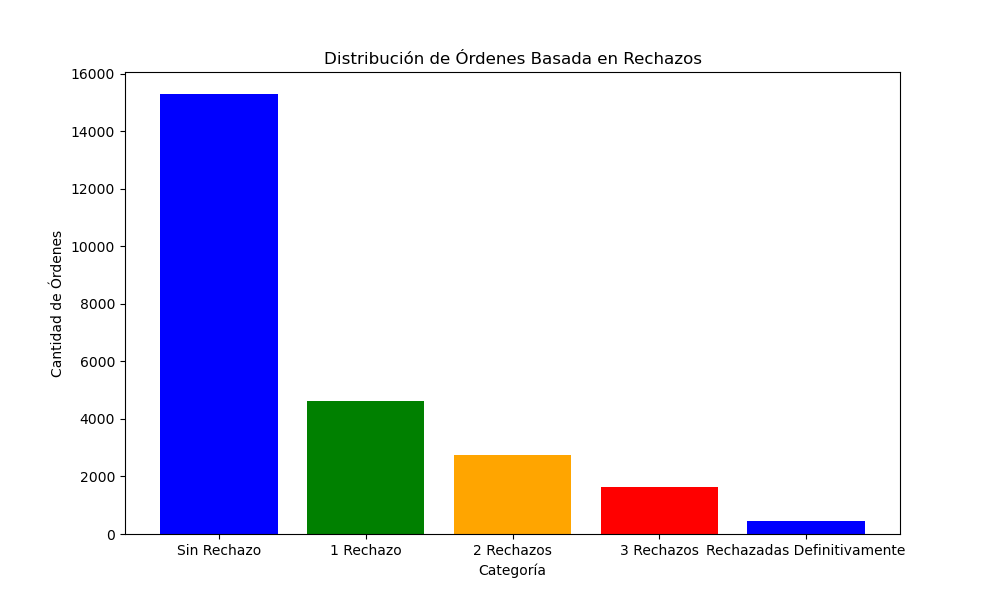 Distribución de Órdenes Basada en Rechazos
16000
14000
12000
10000
8000
6000
4000
2000
0
Cantidad de Órdenes
Sin Rechazo
1 Rechazo
2 Rechazos
3 Rechazos
Rechazadas Definitivamente
Categoría